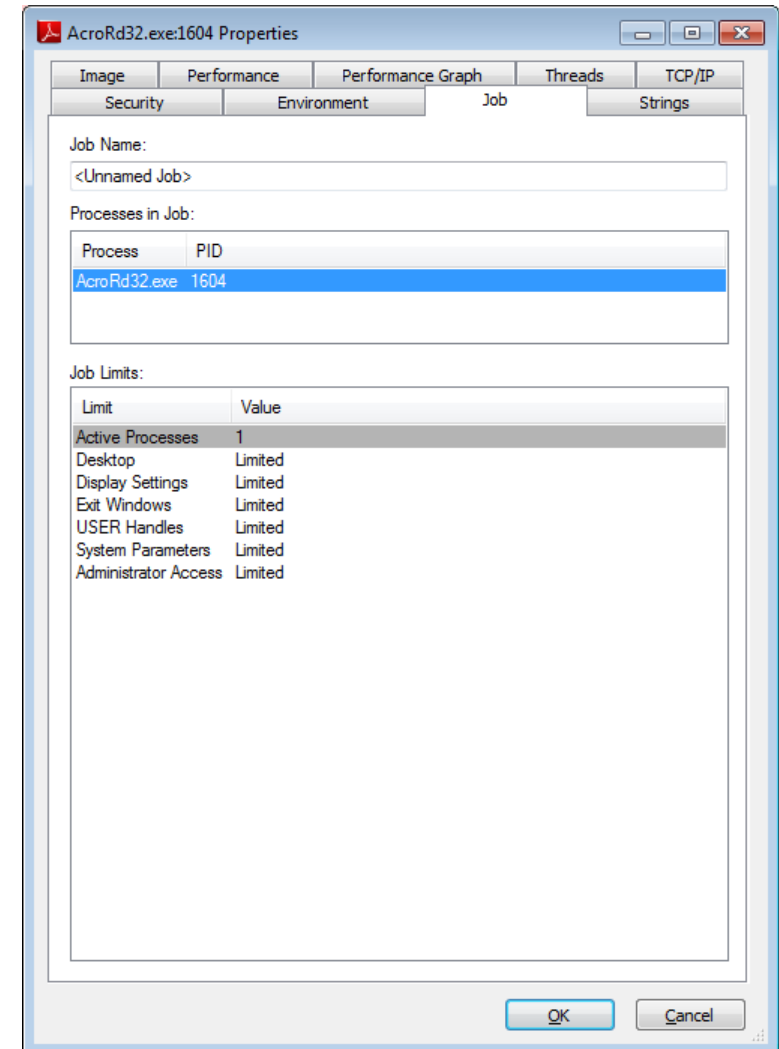 AcroRd32.exe:1604 Properties
Image Performance Performance Graph Threads TCP/IP
Security Environment Job Strings
Job Name:
<Unnamed Job>
Processes in Job:
Process PID
AcroRd32.exe 1604
Job Limits:
Limit Value
Active Processes 1
Desktop Limited
Display Settings Limited
Exit Windows Limited
USER Handles Limited
System Parameters Limited
Administrator Access Limited
OK Cancel